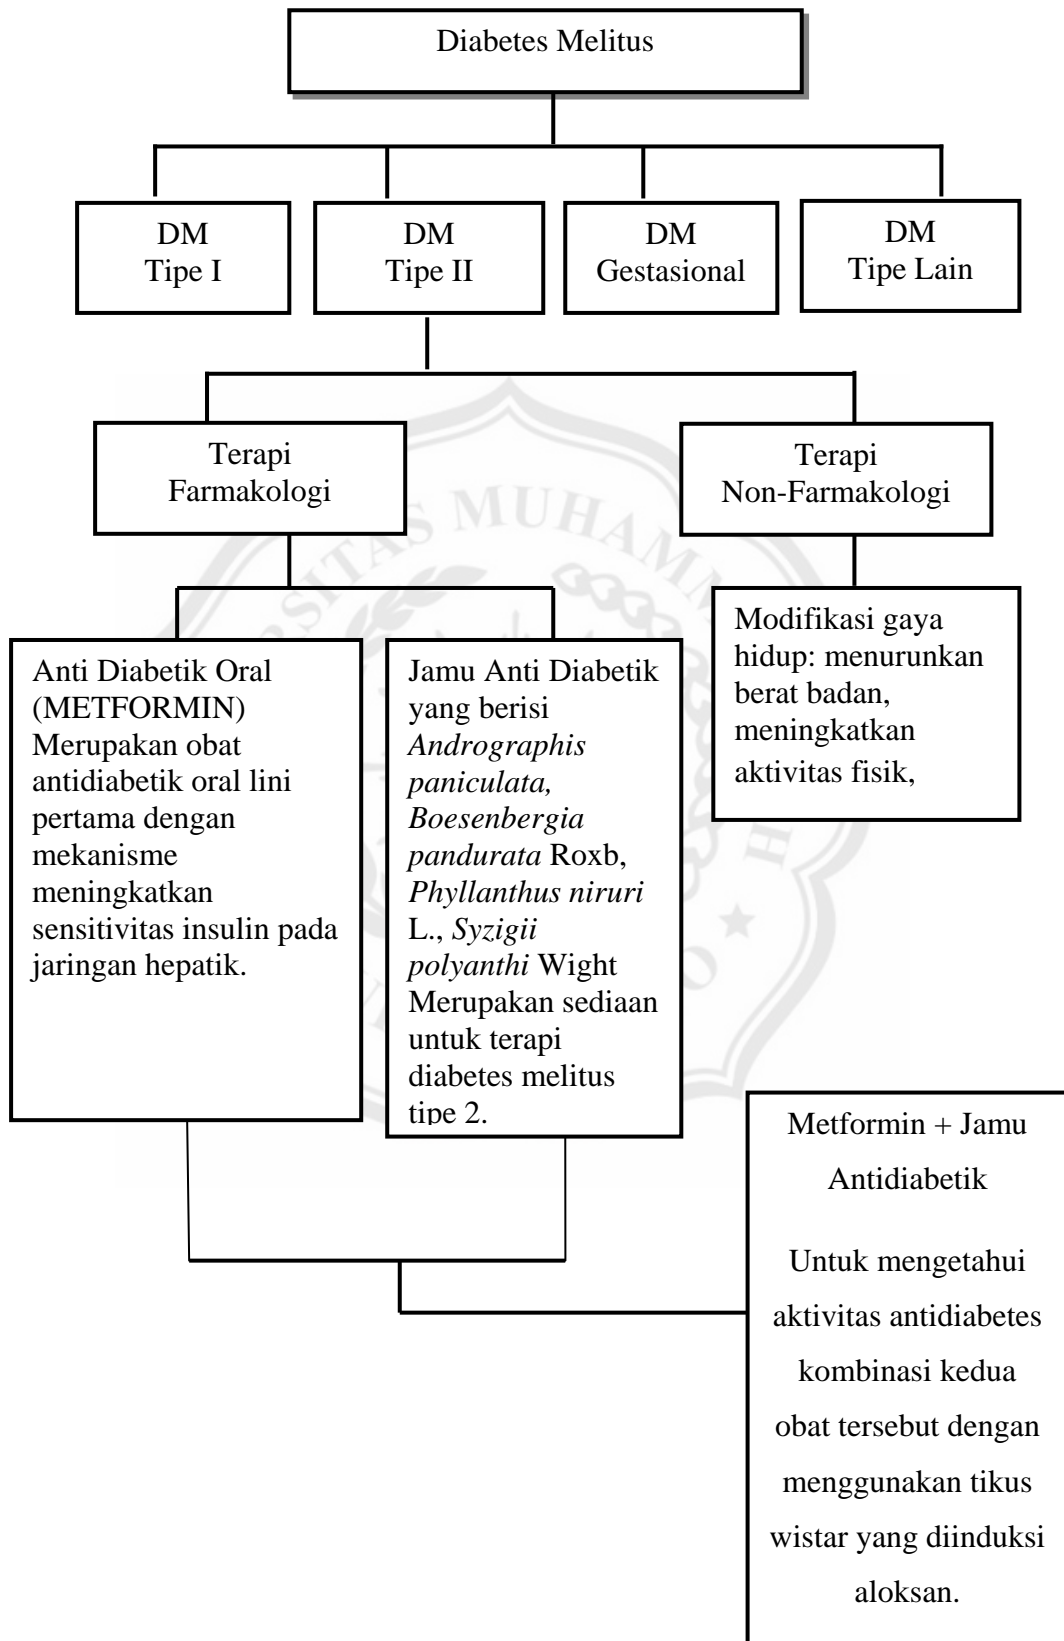 Diabetes Melitus
DM
Tipe I
DM
Tipe II
DM
Gestasional
DM
Tipe Lain
Terapi
Farmakologi
Terapi
Non-Farmakologi
Anti Diabetik Oral
(METFORMIN)
Merupakan obat
antidiabetik oral lini
pertama dengan
mekanisme
meningkatkan
sensitivitas insulin pada
jaringan hepatik.
Jamu Anti Diabetik
yang berisi
Andrographis
paniculata,
Boesenbergia
pandurata Roxb,
Phyllanthus niruri
L., Syzigii
polyanthi Wight
Merupakan sediaan
untuk terapi
diabetes melitus
tipe 2.
Modifikasi gaya
hidup: menurunkan
berat badan,
meningkatkan
aktivitas fisik,
Metformin + Jamu
Antidiabetik
Untuk mengetahui
aktivitas antidiabetes
kombinasi kedua
obat tersebut dengan
menggunakan tikus
wistar yang diinduksi
aloksan.